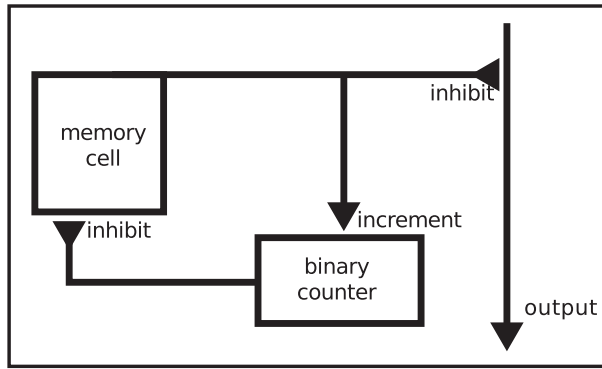 inhibit
memory
cell
inhibit
increment
binary
counter
output